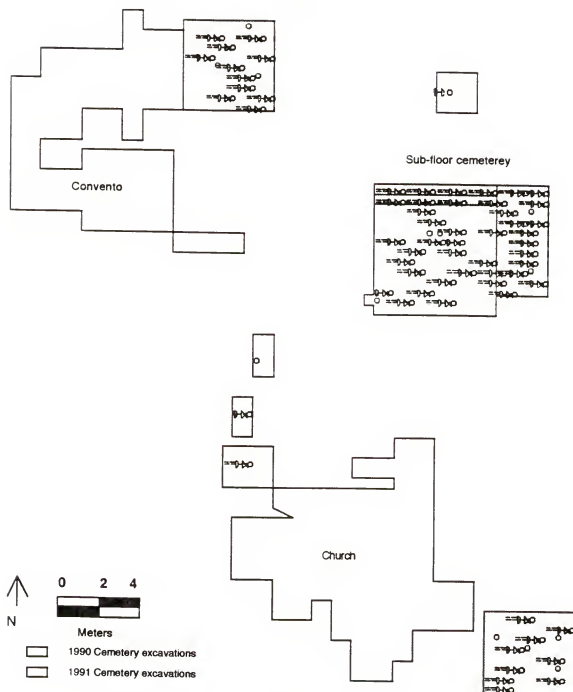 Sub-floor cemeterey
Convento
Church
0 2 4
N
Meters
1990 Cemetery excavations
1991 Cemetery excavations